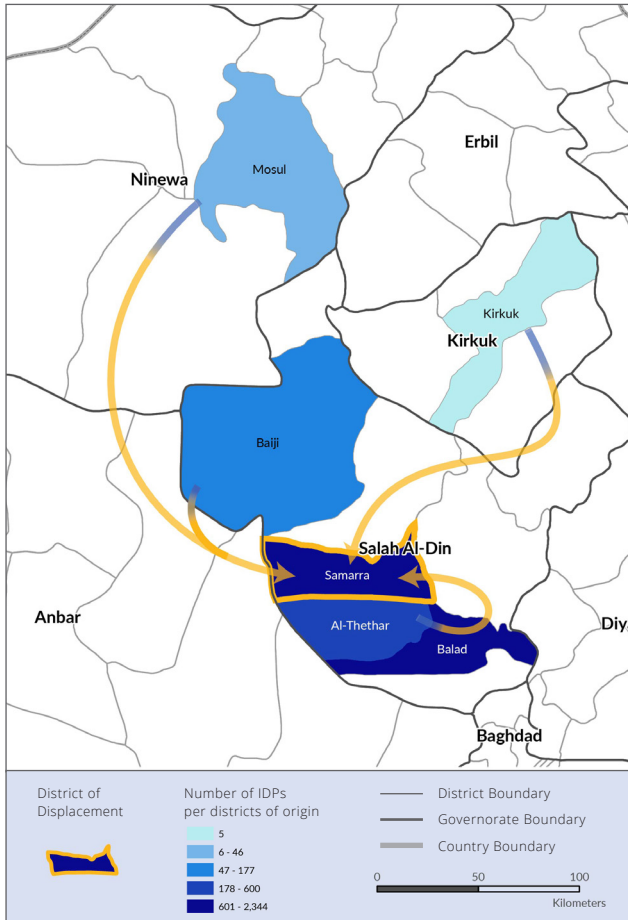 Erbil
Mosul
Ninewa
Kirkuk
Kirkuk
Baiji
Salah Al-Din
Samarra
Anbar
Al-Thethar
Diy
Balad
Baghdad
District of
Displacement
Number of IDPs
per districts of origin
5
6 - 46
47 - 177
178 - 600
601 - 2,344
District Boundary
Governorate Boundary
Country Boundary
0 50 100
Kilometers